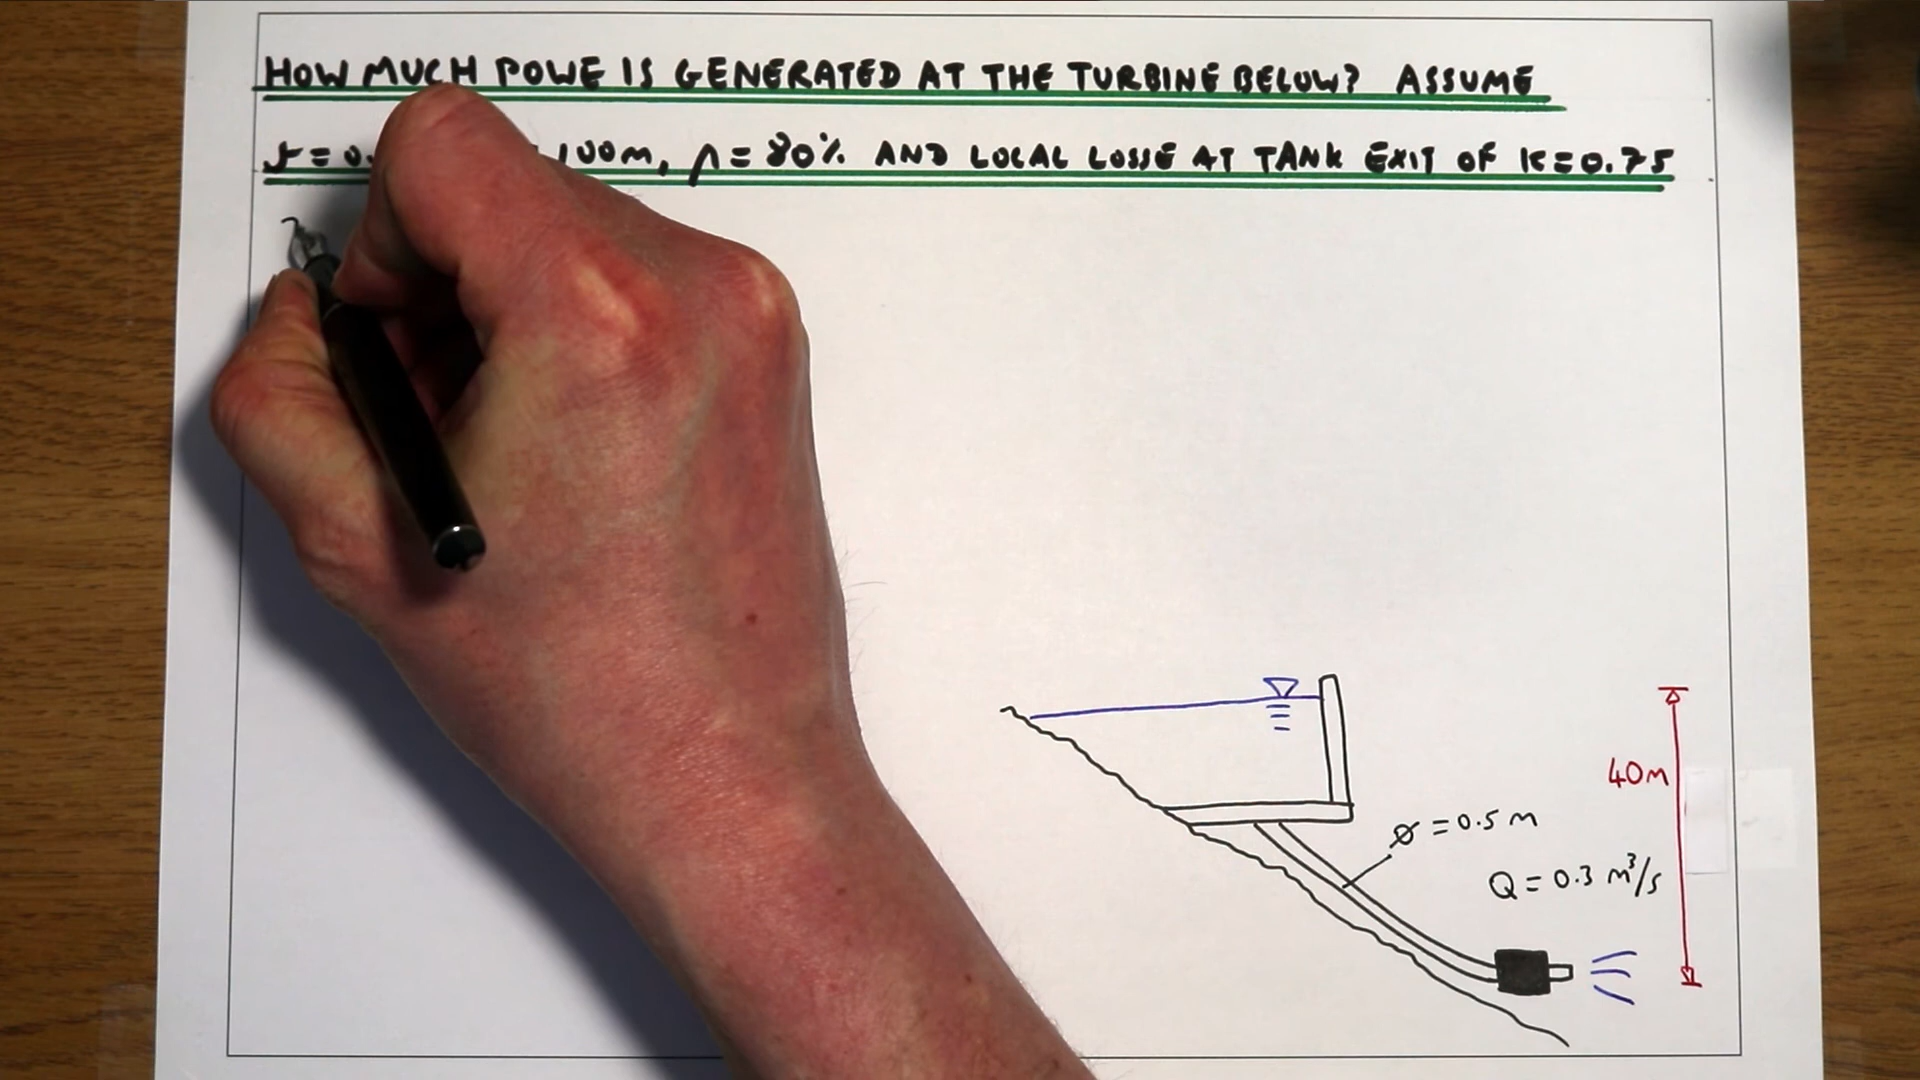 HOW MUCH POWE IS GENERATED AT THE TURBINE BELOW? ASSUME
f = 0. 100m, η = 80% AND LOCAL LOSSE AT TANK EXIT OF K = 0.75
40m
Ø = 0.5 m
Q = 0.3 m³/s